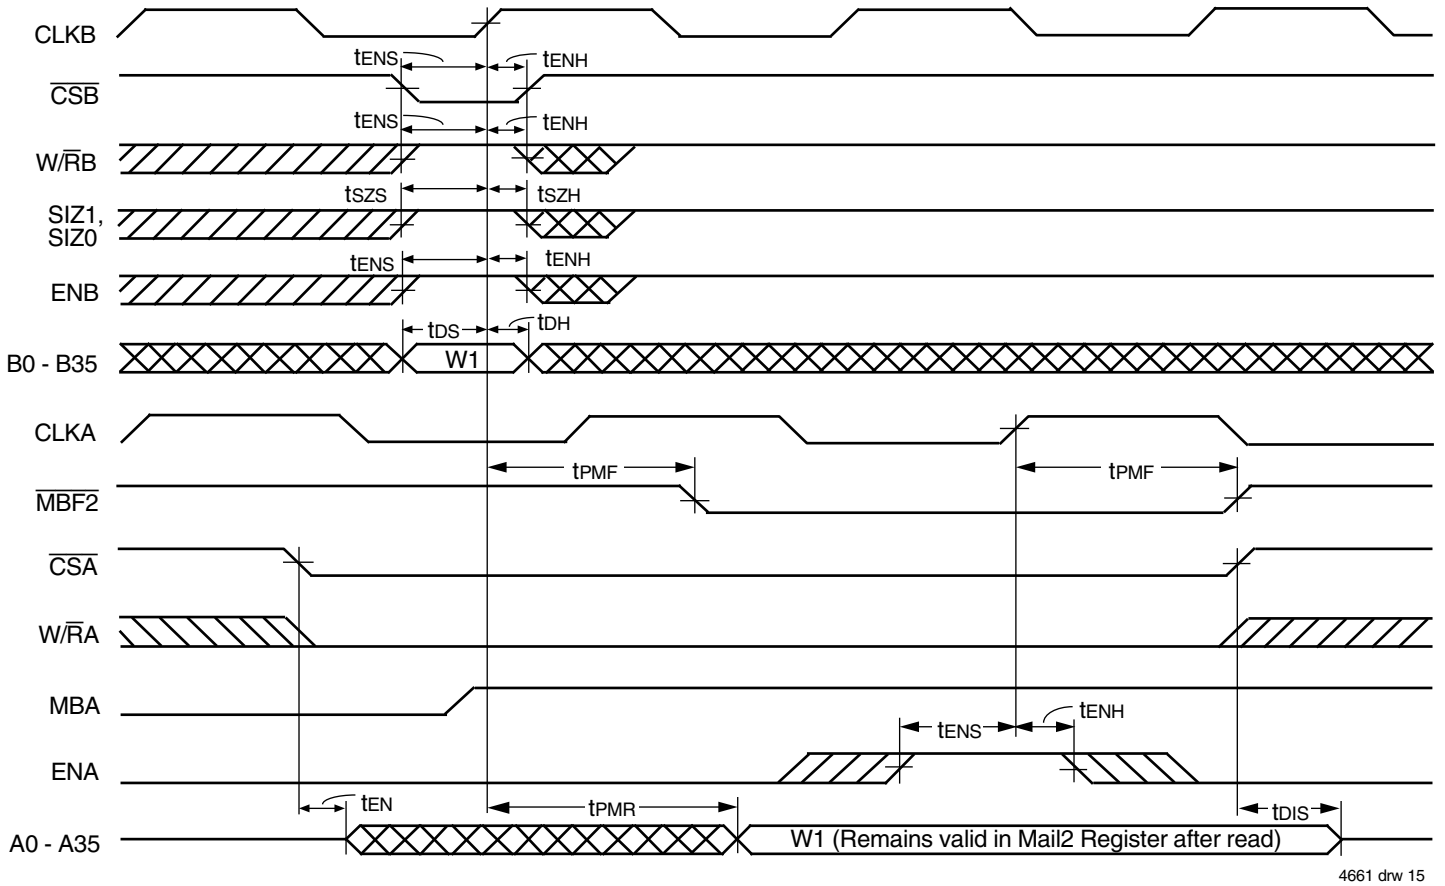 CLKB
tENS
tENH
CSB
tENS
tENH
W/RB
tSZS
tSZH
SIZ1,
SIZ0
tENS
tENH
ENB
tDS
tDH
B0 - B35
W1
CLKA
tPMF
tPMF
MBF2
CSA
W/RA
MBA
tENS
tENH
ENA
tEN
tPMR
tDIS
A0 - A35
W1 (Remains valid in Mail2 Register after read)
4661 drw 15